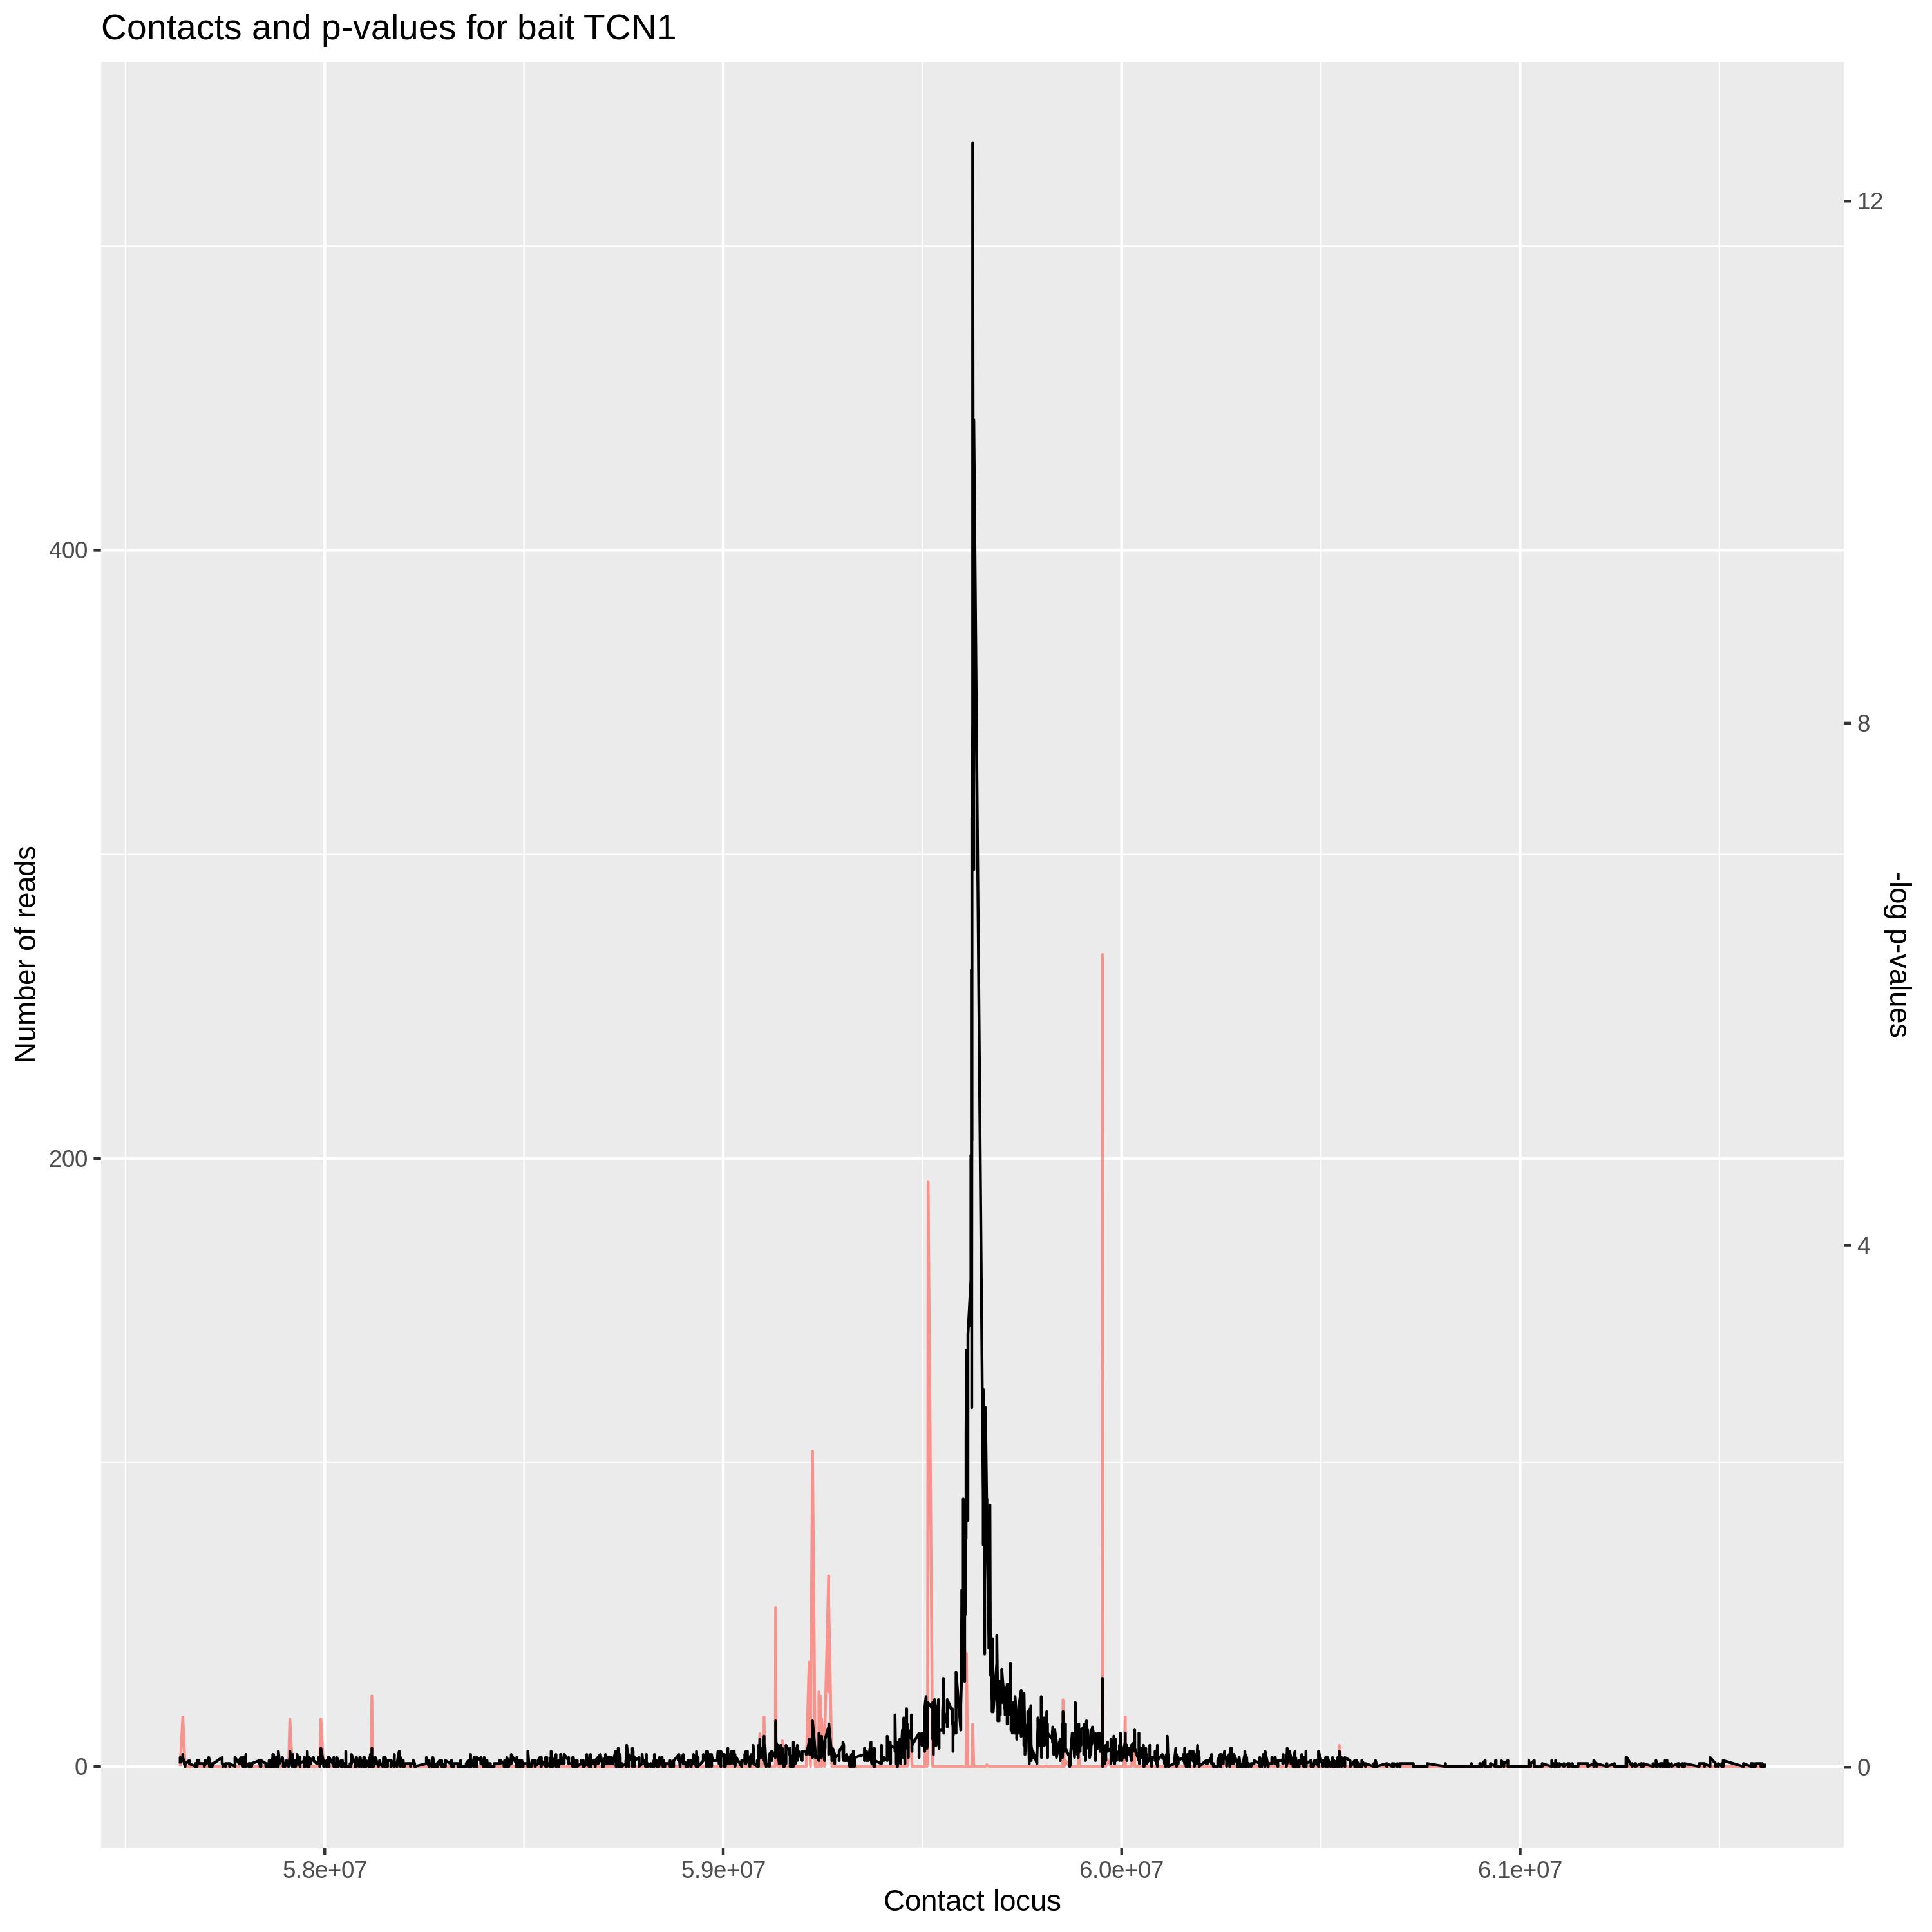 Contacts and p-values for bait TCN1
Number of reads
400
200
0
12
8
4
0
-log p-values
5.8e+07
5.9e+07
6.0e+07
6.1e+07
Contact locus